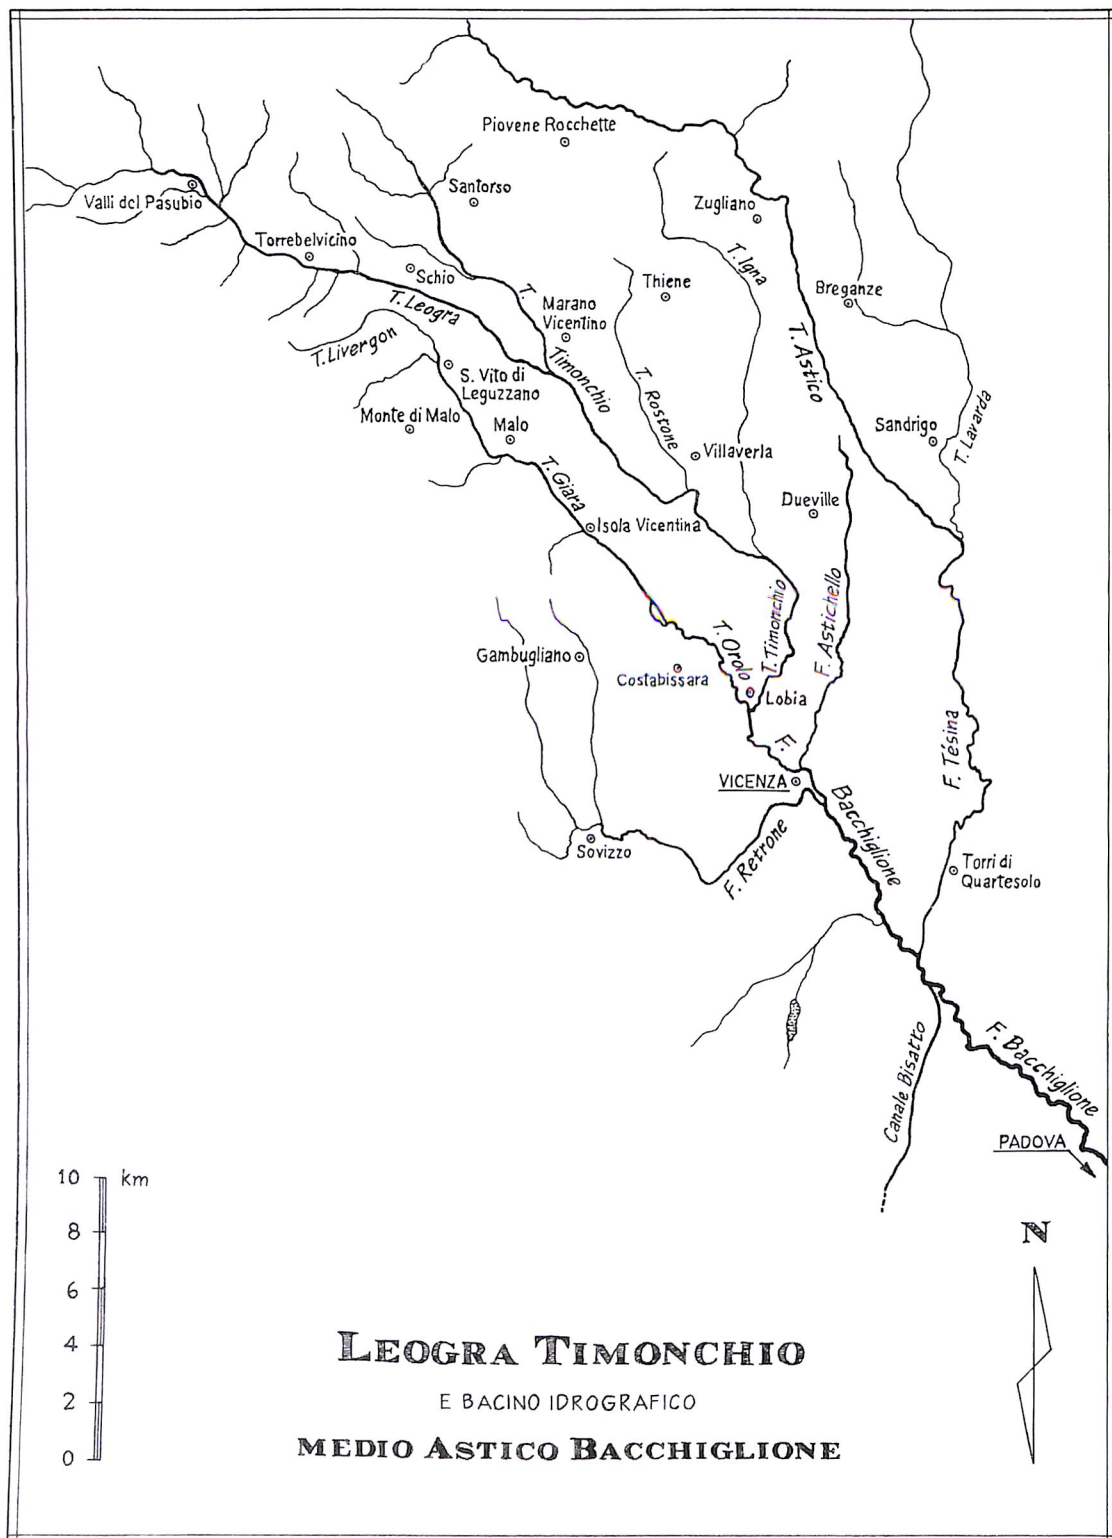 Piovene Rocchette
Santorso
Valli del Pasubio
Zugliano
Torrebelvicino
T. Igna
Schio
Thiene
Breganze
T. Leogra
T.
Marano
Vicentino
T. Livergon
Timonchio
T. Astico
S. Vito di
Leguzzano
T. Rostone
Monte di Malo
Malo
Sandrigo
T. Lavarda
Villaverla
T. Giara
Dueville
Isola Vicentina
T. Orolo
T. Timonchio
F. Astichello
Gambugliano
Costabissara
Lobia
F.
F. Tésina
VICENZA
Bacchiglione
Sovizzo
F. Retrone
Torri di
Quartesolo
Canale Bisatto
F. Bacchiglione
PADOVA
10 km
8
6
4
2
0
N
LEOGRA TIMONCHIO
E BACINO IDROGRAFICO
MEDIO ASTICO BACCHIGLIONE